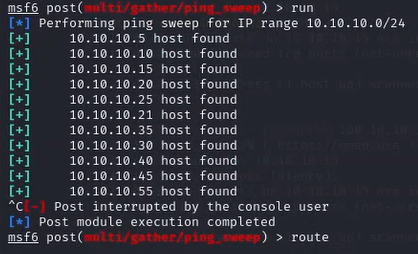 msf6 post(multi/gather/ping_sweep) > run
[*] Performing ping sweep for IP range 10.10.10.0/24
[+]     10.10.10.5 host found
[+]     10.10.10.10 host found
[+]     10.10.10.15 host found
[+]     10.10.10.20 host found
[+]     10.10.10.25 host found
[+]     10.10.10.21 host found
[+]     10.10.10.35 host found
[+]     10.10.10.30 host found
[+]     10.10.10.40 host found
[+]     10.10.10.45 host found
[+]     10.10.10.55 host found
^C[-] Post interrupted by the console user
[*] Post module execution completed
msf6 post(multi/gather/ping_sweep) > route